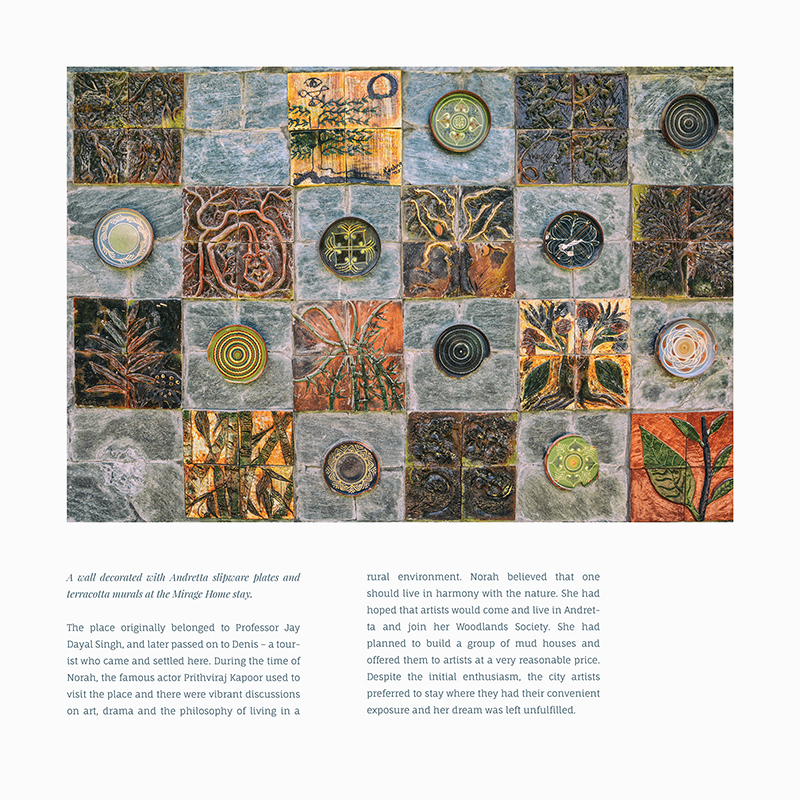 A wall decorated with Andretta slipware plates and
terracotta murals at the Mirage Home stay.
The place originally belonged to Professor Jay
Dayal Singh, and later passed on to Denis – a tour-
ist who came and settled here. During the time of
Norah, the famous actor Prithviraj Kapoor used to
visit the place and there were vibrant discussions
on art, drama and the philosophy of living in a
rural environment. Norah believed that one
should live in harmony with the nature. She had
hoped that artists would come and live in Andret-
ta and join her Woodlands Society. She had
planned to build a group of mud houses and
offered them to artists at a very reasonable price.
Despite the initial enthusiasm, the city artists
preferred to stay where they had their convenient
exposure and her dream was left unfulfilled.